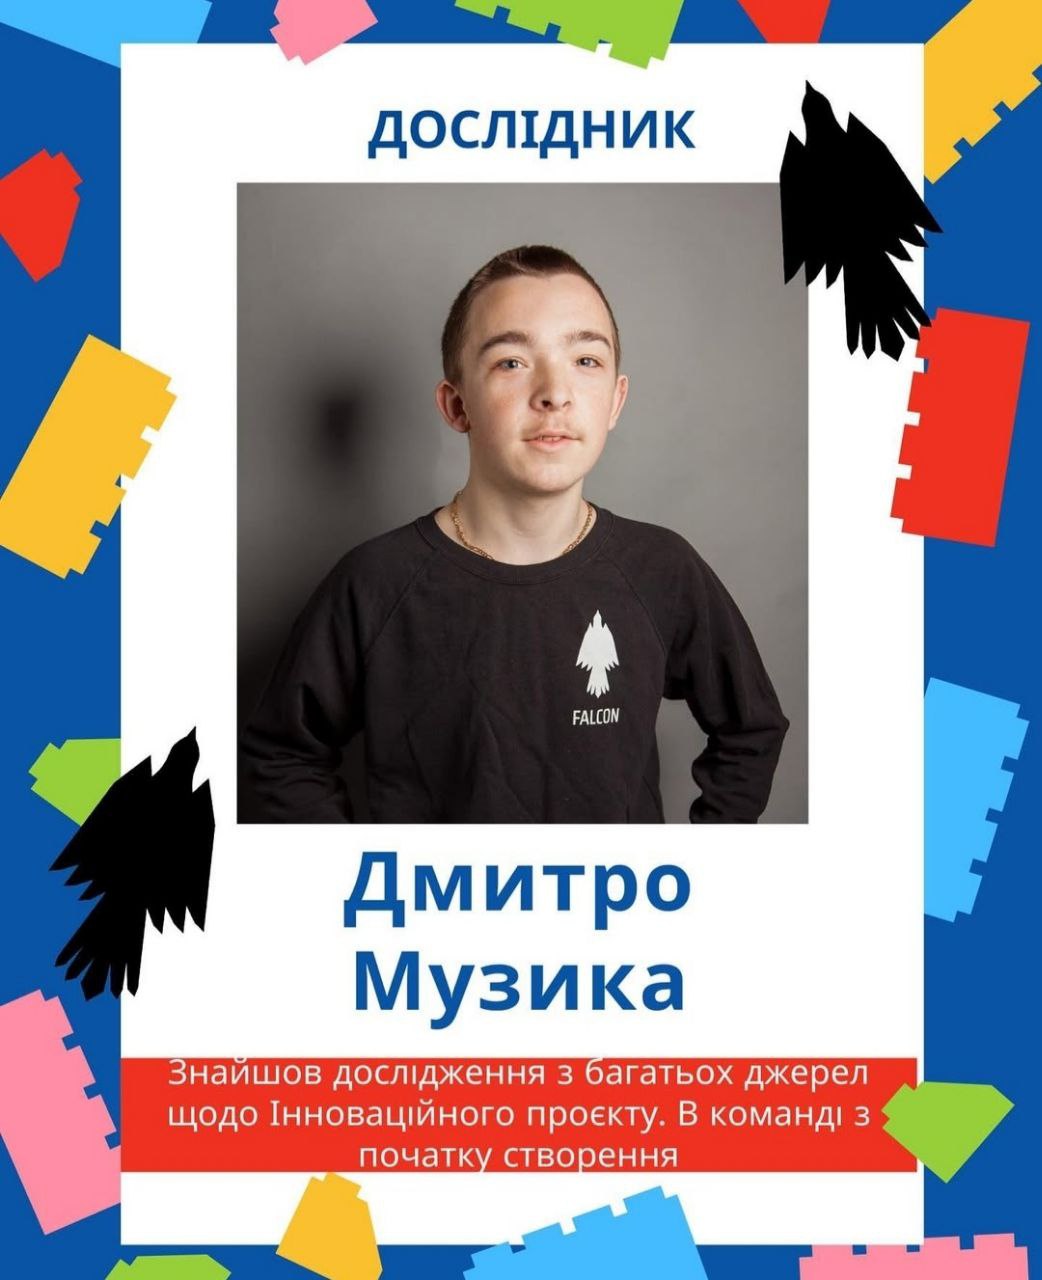 ДОСЛІДНИК
FALCON
Дмитро
Музика
Знайшов дослідження з багатьох джерел
щодо Інноваційного проєкту. В команді з
початку створення